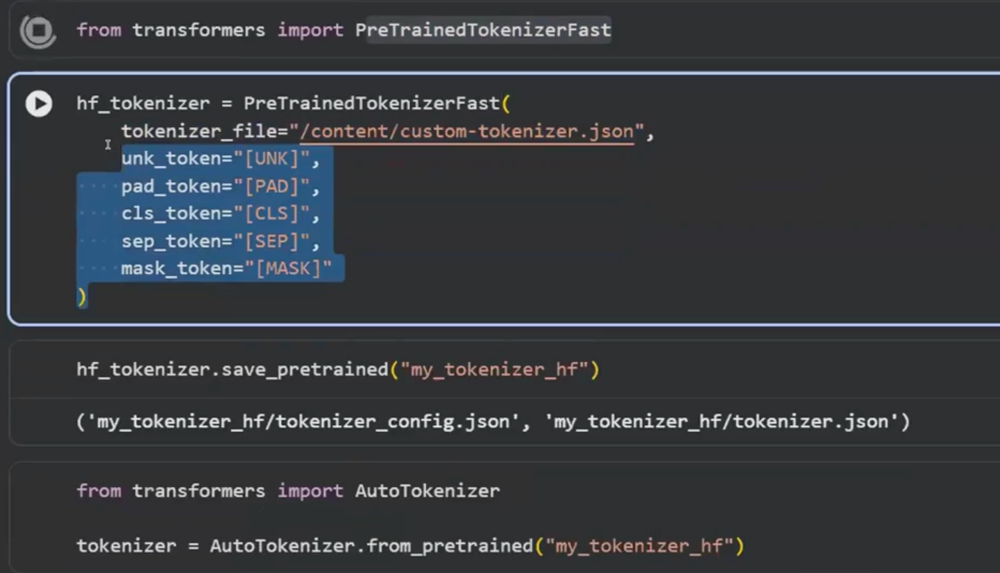 from transformers import PreTrainedTokenizerFast
hf_tokenizer = PreTrainedTokenizerFast(
    tokenizer_file="/content/custom-tokenizer.json",
    unk_token="[UNK]",
    pad_token="[PAD]",
    cls_token="[CLS]",
    sep_token="[SEP]",
    mask_token="[MASK]"
)
hf_tokenizer.save_pretrained("my_tokenizer_hf")
('my_tokenizer_hf/tokenizer_config.json', 'my_tokenizer_hf/tokenizer.json')
from transformers import AutoTokenizer
tokenizer = AutoTokenizer.from_pretrained("my_tokenizer_hf")